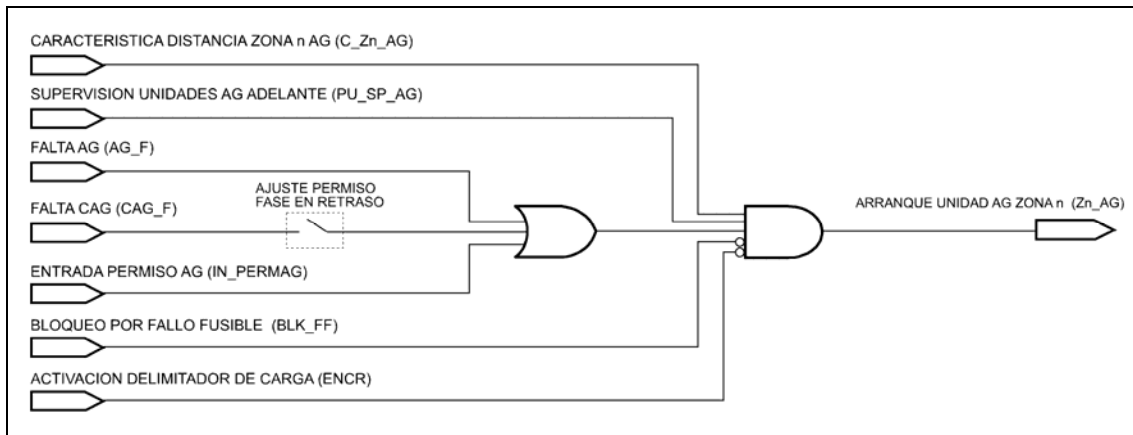 CARACTERISTICA DISTANCIA ZONA n AG (C_Zn_AG)
SUPERVISION UNIDADES AG ADELANTE (PU_SP_AG)
FALTA AG (AG_F)
AJUSTE PERMISO
FASE EN RETRASO
FALTA CAG (CAG_F)
ARRANQUE UNIDAD AG ZONA n (Zn_AG)
ENTRADA PERMISO AG (IN_PERMAG)
BLOQUEO POR FALLO FUSIBLE (BLK_FF)
ACTIVACION DELIMITADOR DE CARGA (ENCR)